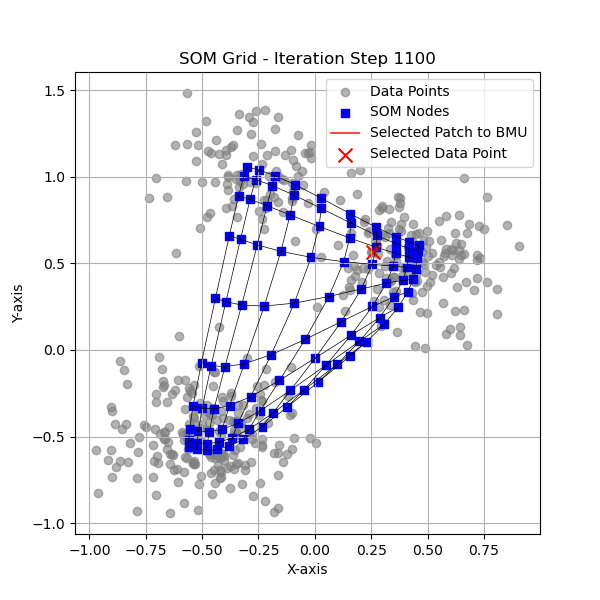 SOM Grid - Iteration Step 1100
Data Points
SOM Nodes
Selected Patch to BMU
Selected Data Point
Y-axis
1.5
1.0
0.5
0.0
−0.5
−1.0
−1.00
−0.75
−0.50
−0.25
0.00
0.25
0.50
0.75
X-axis